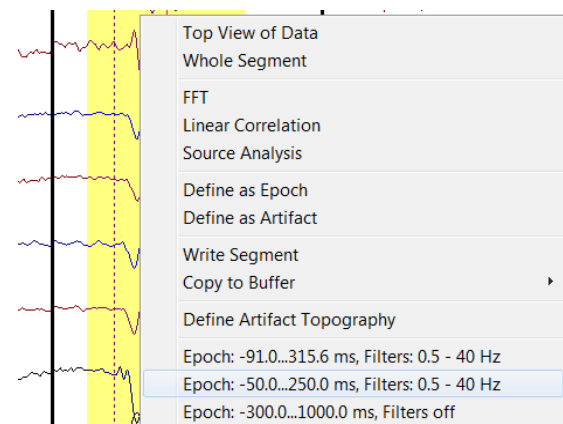 Top View of Data
Whole Segment
FFT
Linear Correlation
Source Analysis
Define as Epoch
Define as Artifact
Write Segment
Copy to Buffer
Define Artifact Topography
Epoch: -91.0...315.6 ms, Filters: 0.5 - 40 Hz
Epoch: -50.0...250.0 ms, Filters: 0.5 - 40 Hz
Epoch: -300.0...1000.0 ms, Filters off